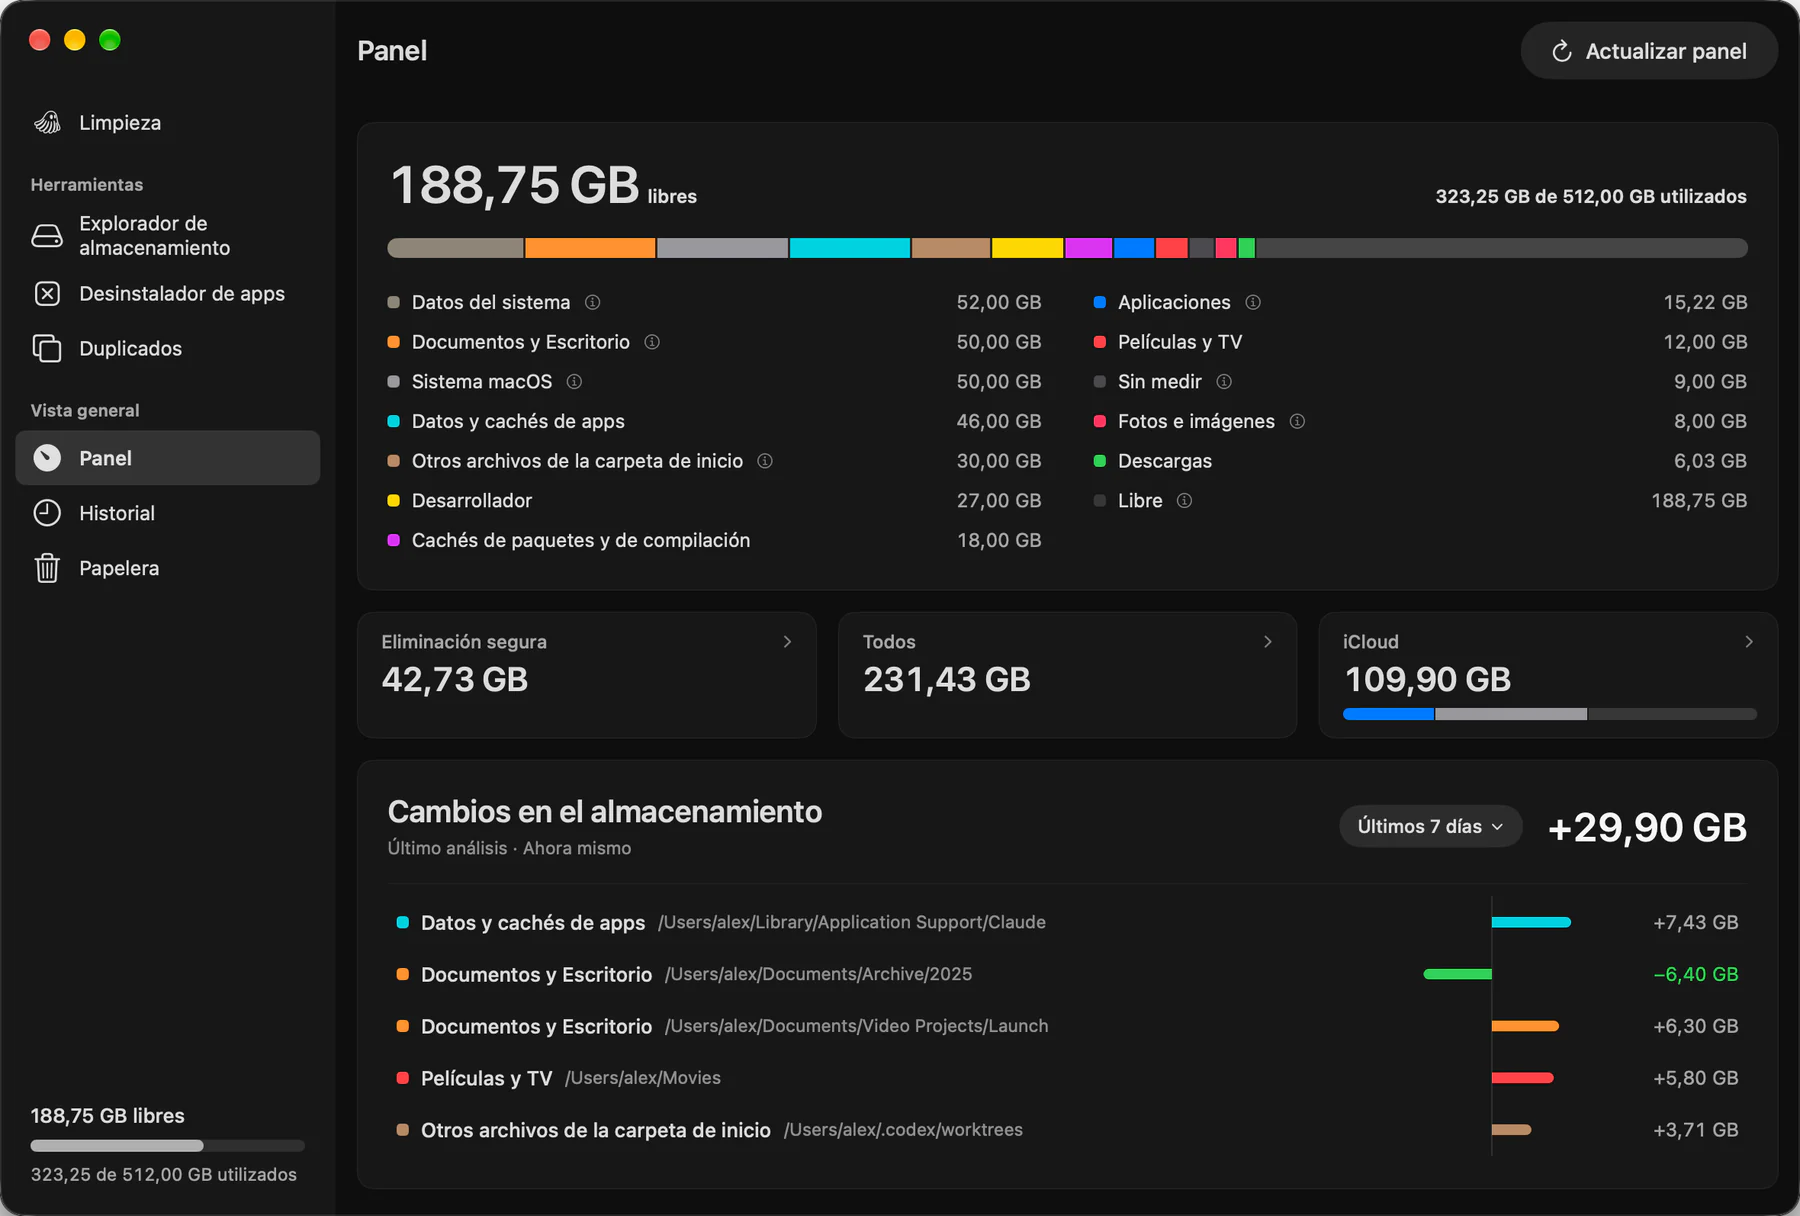 Panel
Actualizar panel
Limpieza
Herramientas
Explorador de
almacenamiento
Desinstalador de apps
Duplicados
Vista general
Panel
Historial
Papelera
188,75 GB libres
323,25 de 512,00 GB utilizados
188,75 GB libres
323,25 GB de 512,00 GB utilizados
Datos del sistema 52,00 GB
Documentos y Escritorio 50,00 GB
Sistema macOS 50,00 GB
Datos y cachés de apps 46,00 GB
Otros archivos de la carpeta de inicio 30,00 GB
Desarrollador 27,00 GB
Cachés de paquetes y de compilación 18,00 GB
Aplicaciones 15,22 GB
Películas y TV 12,00 GB
Sin medir 9,00 GB
Fotos e imágenes 8,00 GB
Descargas 6,03 GB
Libre 188,75 GB
Eliminación segura
42,73 GB
Todos
231,43 GB
iCloud
109,90 GB
Cambios en el almacenamiento
Último análisis · Ahora mismo
Últimos 7 días
+29,90 GB
Datos y cachés de apps /Users/alex/Library/Application Support/Claude +7,43 GB
Documentos y Escritorio /Users/alex/Documents/Archive/2025 −6,40 GB
Documentos y Escritorio /Users/alex/Documents/Video Projects/Launch +6,30 GB
Películas y TV /Users/alex/Movies +5,80 GB
Otros archivos de la carpeta de inicio /Users/alex/.codex/worktrees +3,71 GB